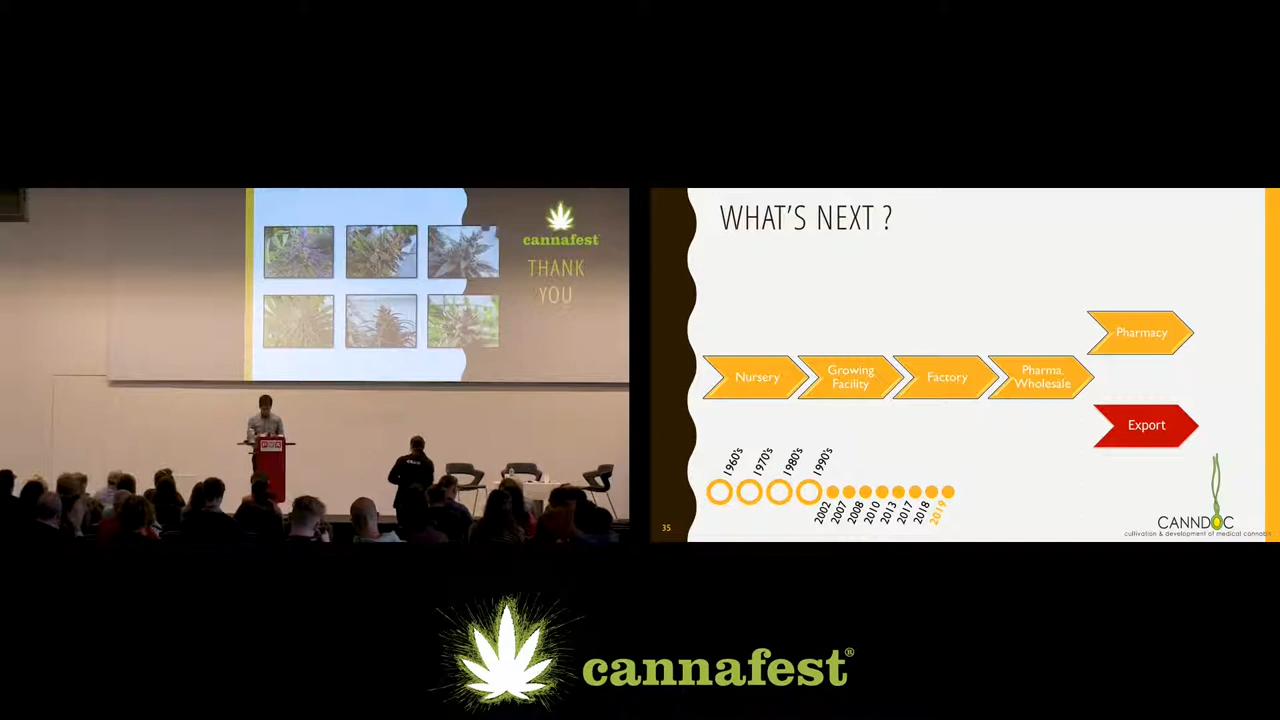 cannafest
THANK
YOU
PVA
WHAT'S NEXT ?
Pharmacy
Nursery
Growing
Facility
Factory
Pharma.
Wholesale
Export
1960's
1970's
1980's
1990's
2002
2007
2008
2010
2013
2017
2018
2019
35
CANNDOC
cultivation & development of medical cannabis
cannafest®